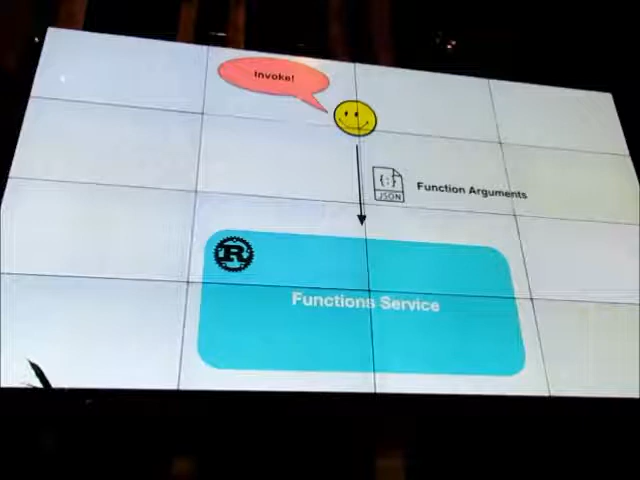 Invoke!
{:}
JSON
Function Arguments
R
Functions Service